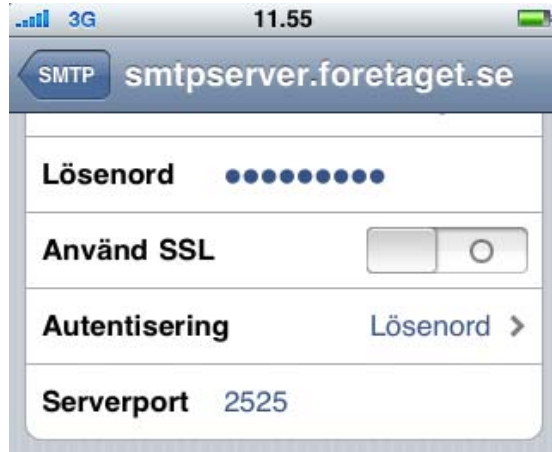 3G 11.55
SMTP smtpserver.foretaget.se
Lösenord ●●●●●●●●●
Använd SSL
Autentisering Lösenord >
Serverport 2525